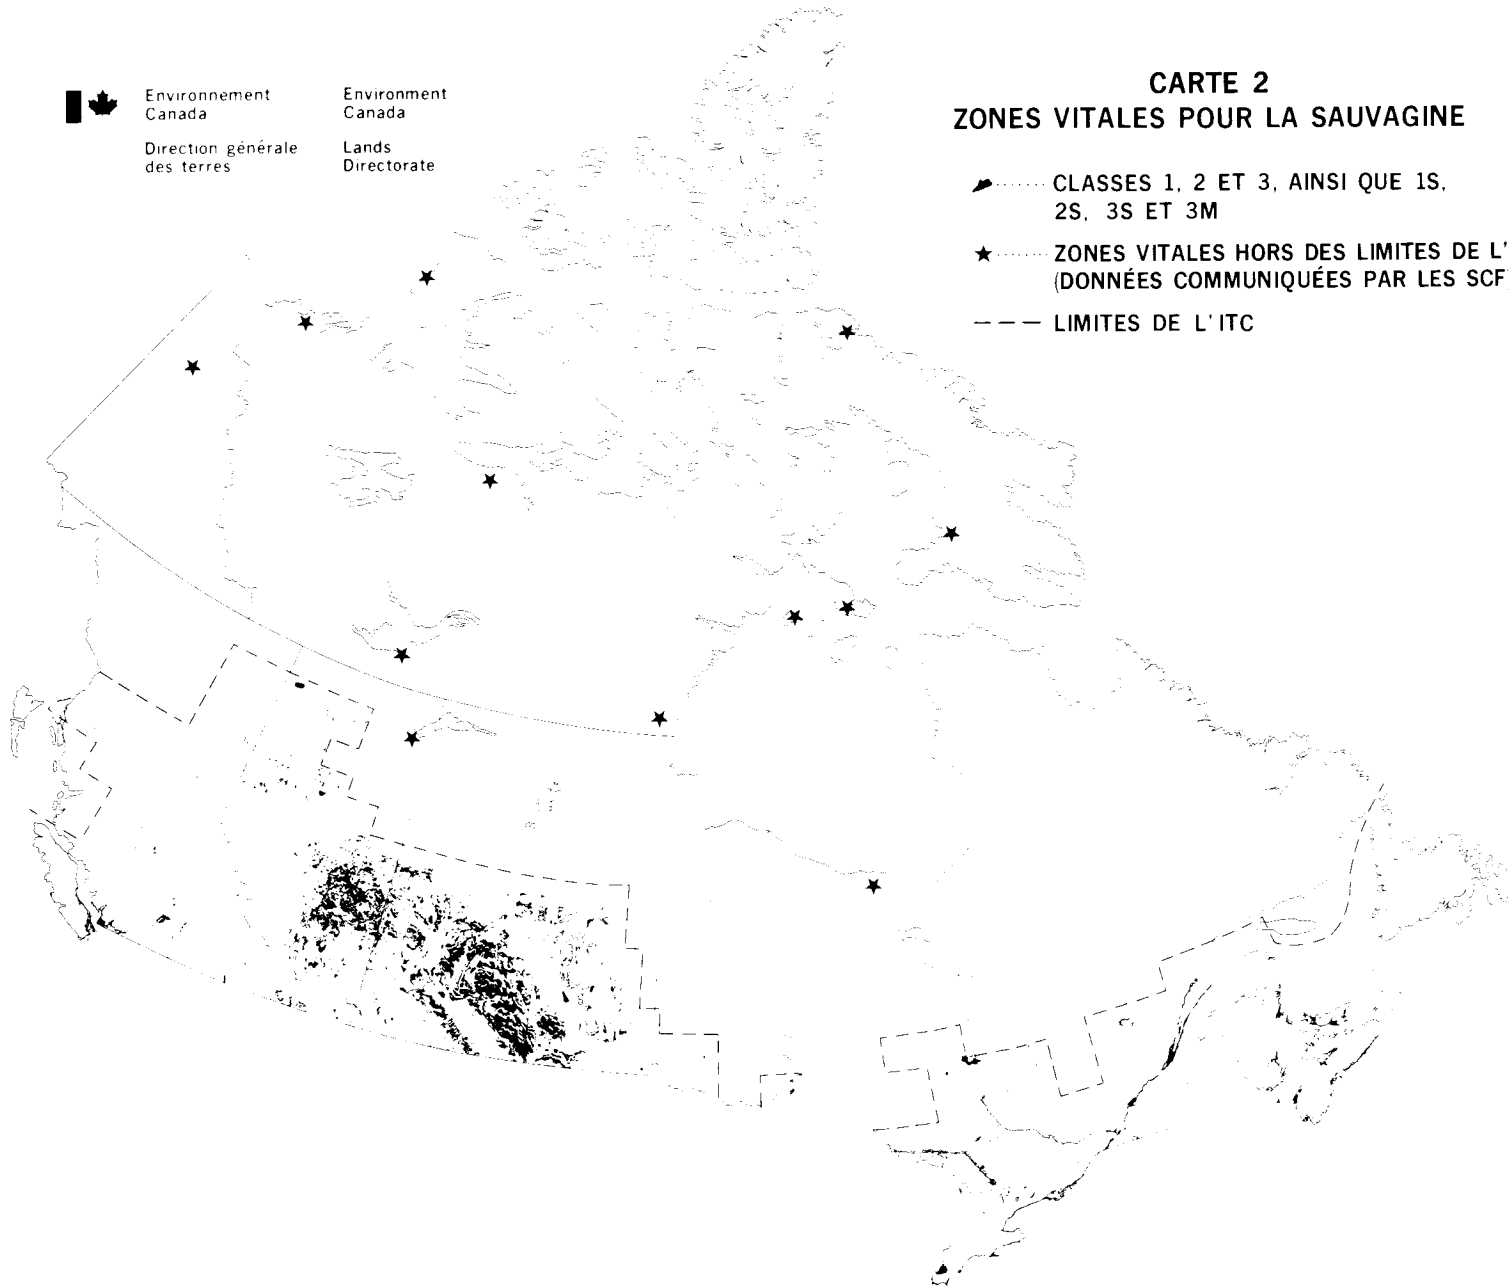 Environnement
Canada
Environment
Canada
Direction générale
des terres
Lands
Directorate
CARTE 2
ZONES VITALES POUR LA SAUVAGINE
CLASSES 1, 2 ET 3, AINSI QUE 1S,
2S, 3S ET 3M
ZONES VITALES HORS DES LIMITES DE L'
(DONNÉES COMMUNIQUÉES PAR LES SCF
LIMITES DE L'ITC